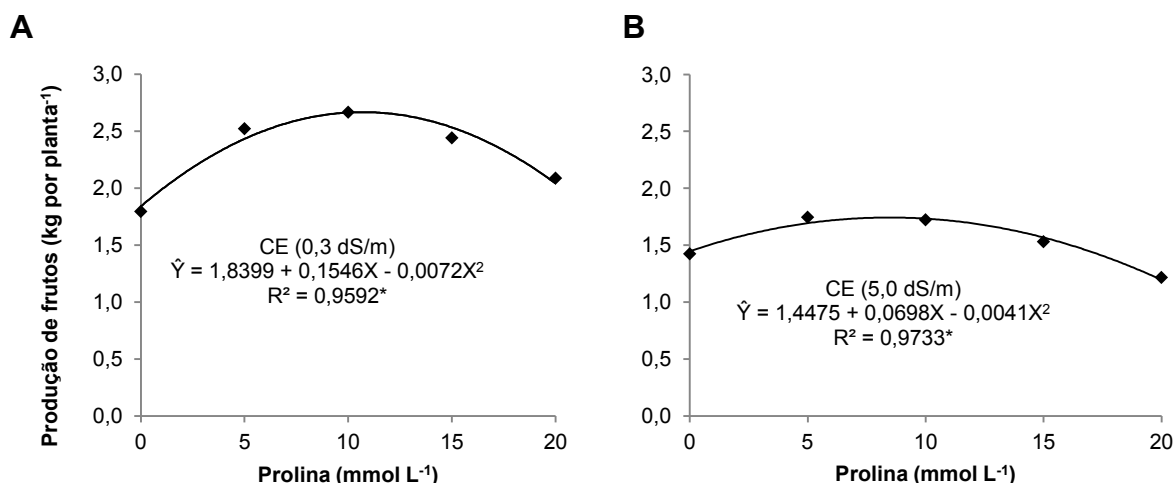 A
Produção de frutos (kg por planta⁻¹)
3,0
2,5
2,0
1,5
1,0
0,5
0,0
CE (0,3 dS/m)
Ŷ = 1,8399 + 0,1546X - 0,0072X²
R² = 0,9592*
0 5 10 15 20
Prolina (mmol L⁻¹)
B
3,0
2,5
2,0
1,5
1,0
0,5
0,0
CE (5,0 dS/m)
Ŷ = 1,4475 + 0,0698X - 0,0041X²
R² = 0,9733*
0 5 10 15 20
Prolina (mmol L⁻¹)